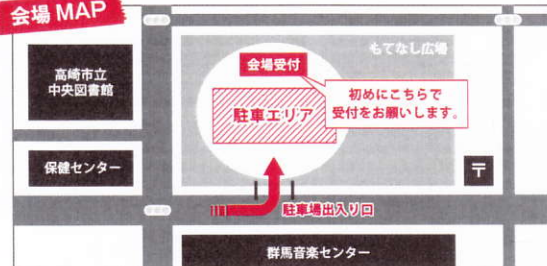 会場 MAP
もてなし広場
高崎市立
中央図書館
会場受付
初めにこちらで
受付をお願いします。
駐車エリア
保健センター
〒
駐車場出入り口
群馬音楽センター